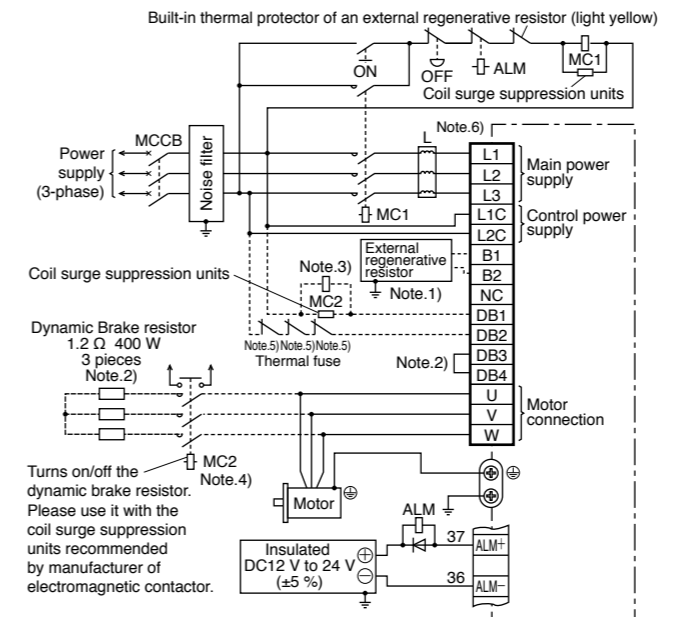 Built-in thermal protector of an external regenerative resistor (light yellow)
ON
OFF
ALM
MC1
Coil surge suppression units
Note.6)
L
MCCB
Power
supply
(3-phase)
Noise filter
MC1
L1
L2
L3
L1C
L2C
B1
B2
NC
DB1
DB2
DB3
DB4
U
V
W
Main power
supply
Control power
supply
External
regenerative
resistor
Note.1)
Coil surge suppression units
Note.3)
MC2
Note.5)Note.5)Note.5)
Thermal fuse
Note.2)
Dynamic Brake resistor
1.2 Ω 400 W
3 pieces
Note.2)
Motor
connection
MC2
Note.4)
Turns on/off the
dynamic brake resistor.
Please use it with the
coil surge suppression
units recommended
by manufacturer of
electromagnetic contactor.
Motor
ALM
Insulated
DC12 V to 24 V
(±5 %)
+
−
37
ALM+
36
ALM−